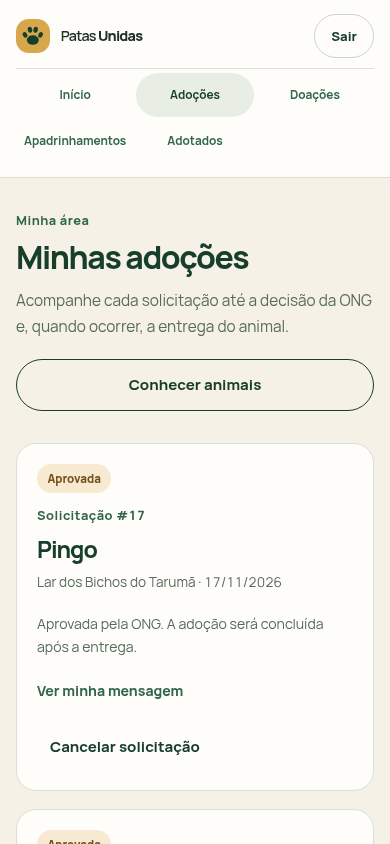 Patas Unidas
Sair
Início
Adoções
Doações
Apadrinhamentos
Adotados
Minha área
Minhas adoções
Acompanhe cada solicitação até a decisão da ONG
e, quando ocorrer, a entrega do animal.
Conhecer animais
Aprovada
Solicitação #17
Pingo
Lar dos Bichos do Tarumã · 17/11/2026
Aprovada pela ONG. A adoção será concluída
após a entrega.
Ver minha mensagem
Cancelar solicitação
Aprovada